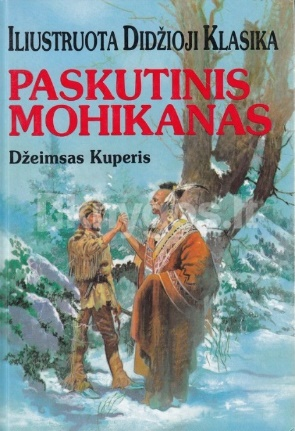 ILIUSTRUOTA DIDŽIOJI KLASIKA
PASKUTINIS
MOHIKANAS
Džeimsas Kuperis